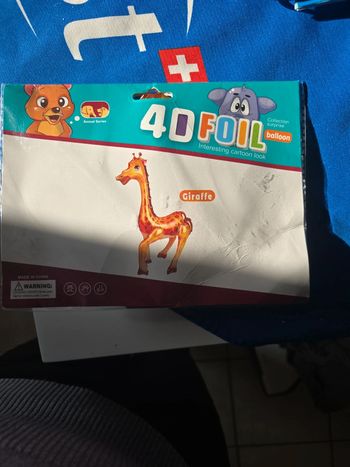 Animal Series
4D FOIL
balloon
Collection
surprise
Interesting cartoon look
Giraffe
MADE IN CHINA
WARNING: